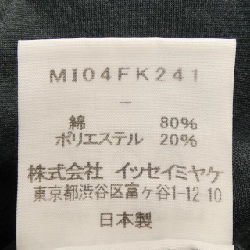 MI04FK241
—
綿 80%
ポリエステル 20%
株式会社 イッセイミヤケ
東京都渋谷区富ヶ谷1-12-10
日本製